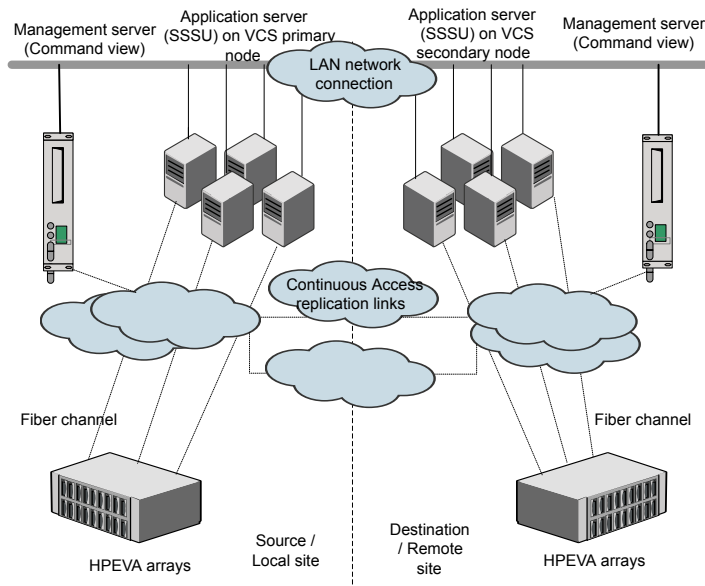 Management server
(Command view)
Application server
(SSSU) on VCS primary
node
Application server
(SSSU) on VCS
secondary node
Management server
(Command view)
LAN network
connection
Continuous Access
replication links
Fiber channel
Fiber channel
HPEVA arrays
Source /
Local site
Destination
/ Remote
site
HPEVA arrays